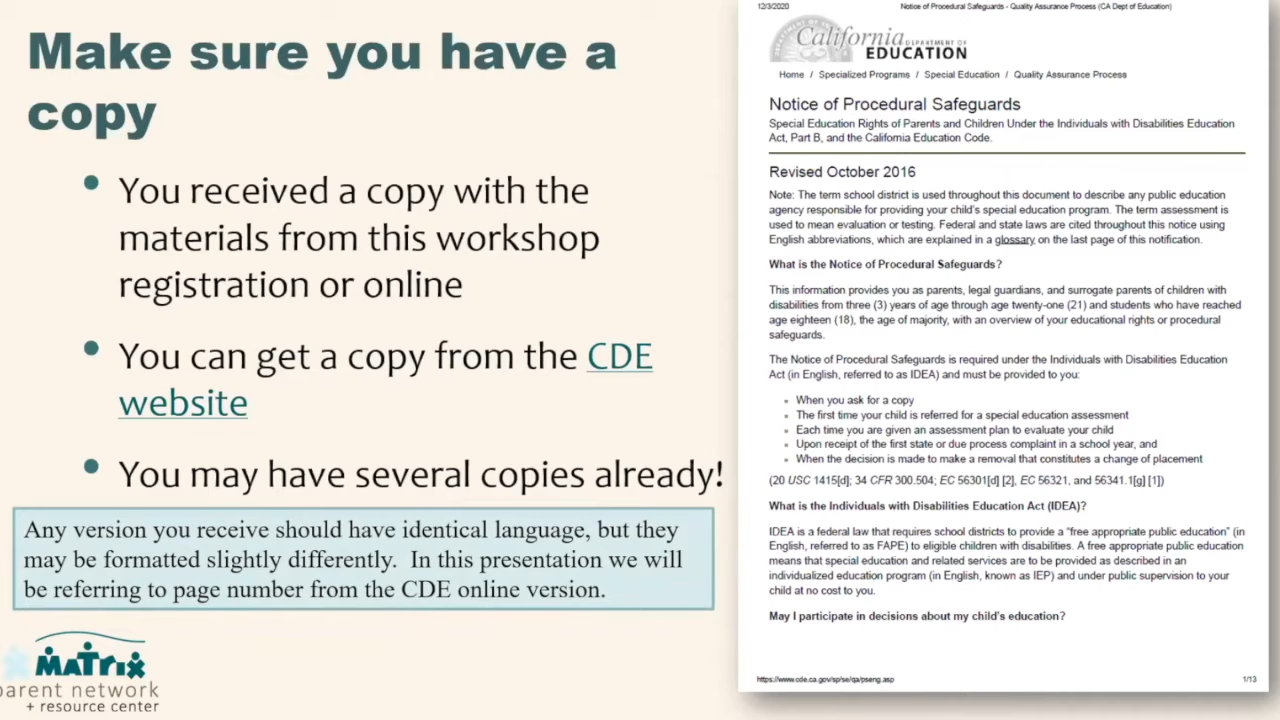 Make sure you have a
copy
You received a copy with the
materials from this workshop
registration or online
You can get a copy from the CDE
website
You may have several copies already!
Any version you receive should have identical language, but they
may be formatted slightly differently.  In this presentation we will
be referring to page number from the CDE online version.
MATRIX
parent network
+ resource center
12/3/2020 Notice of Procedural Safeguards - Quality Assurance Process (CA Dept of Education)
California DEPARTMENT OF
EDUCATION
Home / Specialized Programs / Special Education / Quality Assurance Process
Notice of Procedural Safeguards
Special Education Rights of Parents and Children Under the Individuals with Disabilities Education
Act, Part B, and the California Education Code.
Revised October 2016
Note: The term school district is used throughout this document to describe any public education
agency responsible for providing your child's special education program. The term assessment is
used to mean evaluation or testing. Federal and state laws are cited throughout this notice using
English abbreviations, which are explained in a glossary on the last page of this notification.
What is the Notice of Procedural Safeguards?
This information provides you as parents, legal guardians, and surrogate parents of children with
disabilities from three (3) years of age through age twenty-one (21) and students who have reached
age eighteen (18), the age of majority, with an overview of your educational rights or procedural
safeguards.
The Notice of Procedural Safeguards is required under the Individuals with Disabilities Education
Act (in English, referred to as IDEA) and must be provided to you:
When you ask for a copy
The first time your child is referred for a special education assessment
Each time you are given an assessment plan to evaluate your child
Upon receipt of the first state or due process complaint in a school year, and
When the decision is made to make a removal that constitutes a change of placement
(20 USC 1415[d]; 34 CFR 300.504; EC 56301[d] [2], EC 56321, and 56341.1[g] [1])
What is the Individuals with Disabilities Education Act (IDEA)?
IDEA is a federal law that requires school districts to provide a "free appropriate public education" (in
English, referred to as FAPE) to eligible children with disabilities. A free appropriate public education
means that special education and related services are to be provided as described in an
individualized education program (in English, known as IEP) and under public supervision to your
child at no cost to you.
May I participate in decisions about my child's education?
https://www.cde.ca.gov/sp/se/qa/pseng.asp 1/13